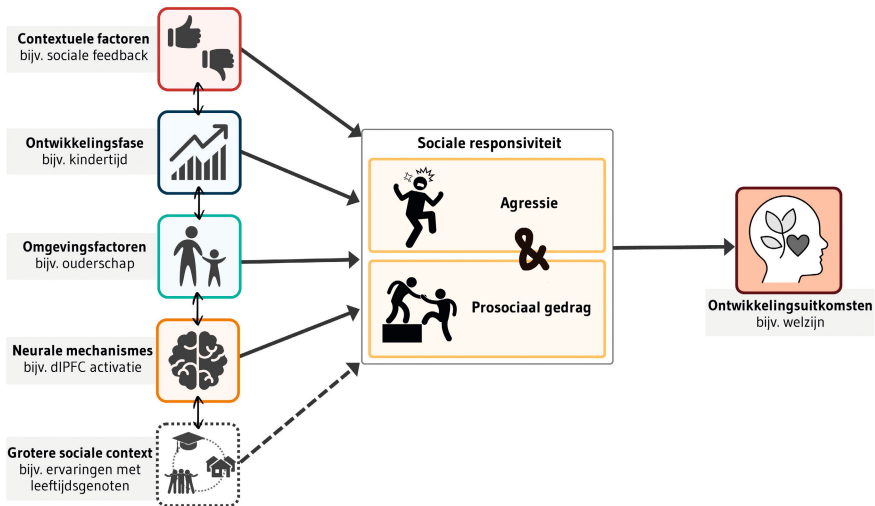 Contextuele factoren
bijv. sociale feedback
Ontwikkelingsfase
bijv. kindertijd
Omgevingsfactoren
bijv. ouderschap
Neurale mechanismes
bijv. dlPFC activatie
Grotere sociale context
bijv. ervaringen met
leeftijdsgenoten
Sociale responsiviteit
Agressie
&
Prosociaal gedrag
Ontwikkelingsuitkomsten
bijv. welzijn